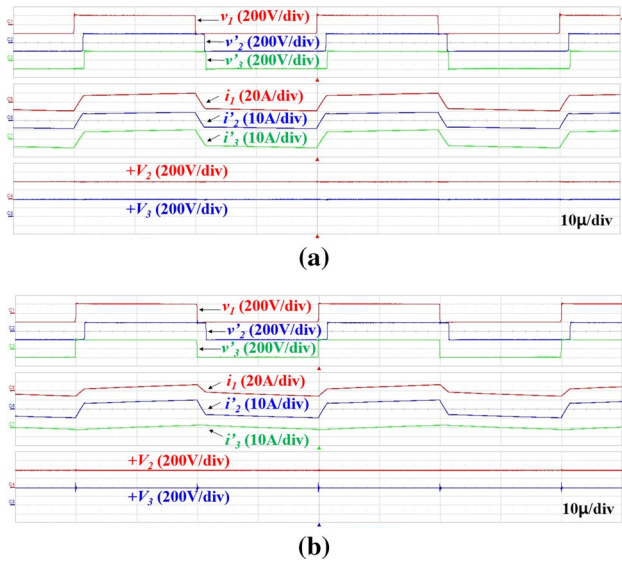 v1 (200V/div)
v'2 (200V/div)
v'3 (200V/div)
i1 (20A/div)
i'2 (10A/div)
i'3 (10A/div)
+V2 (200V/div)
+V3 (200V/div)
10μ/div
(a)
v1 (200V/div)
v'2 (200V/div)
v'3 (200V/div)
i1 (20A/div)
i'2 (10A/div)
i'3 (10A/div)
+V2 (200V/div)
+V3 (200V/div)
10μ/div
(b)